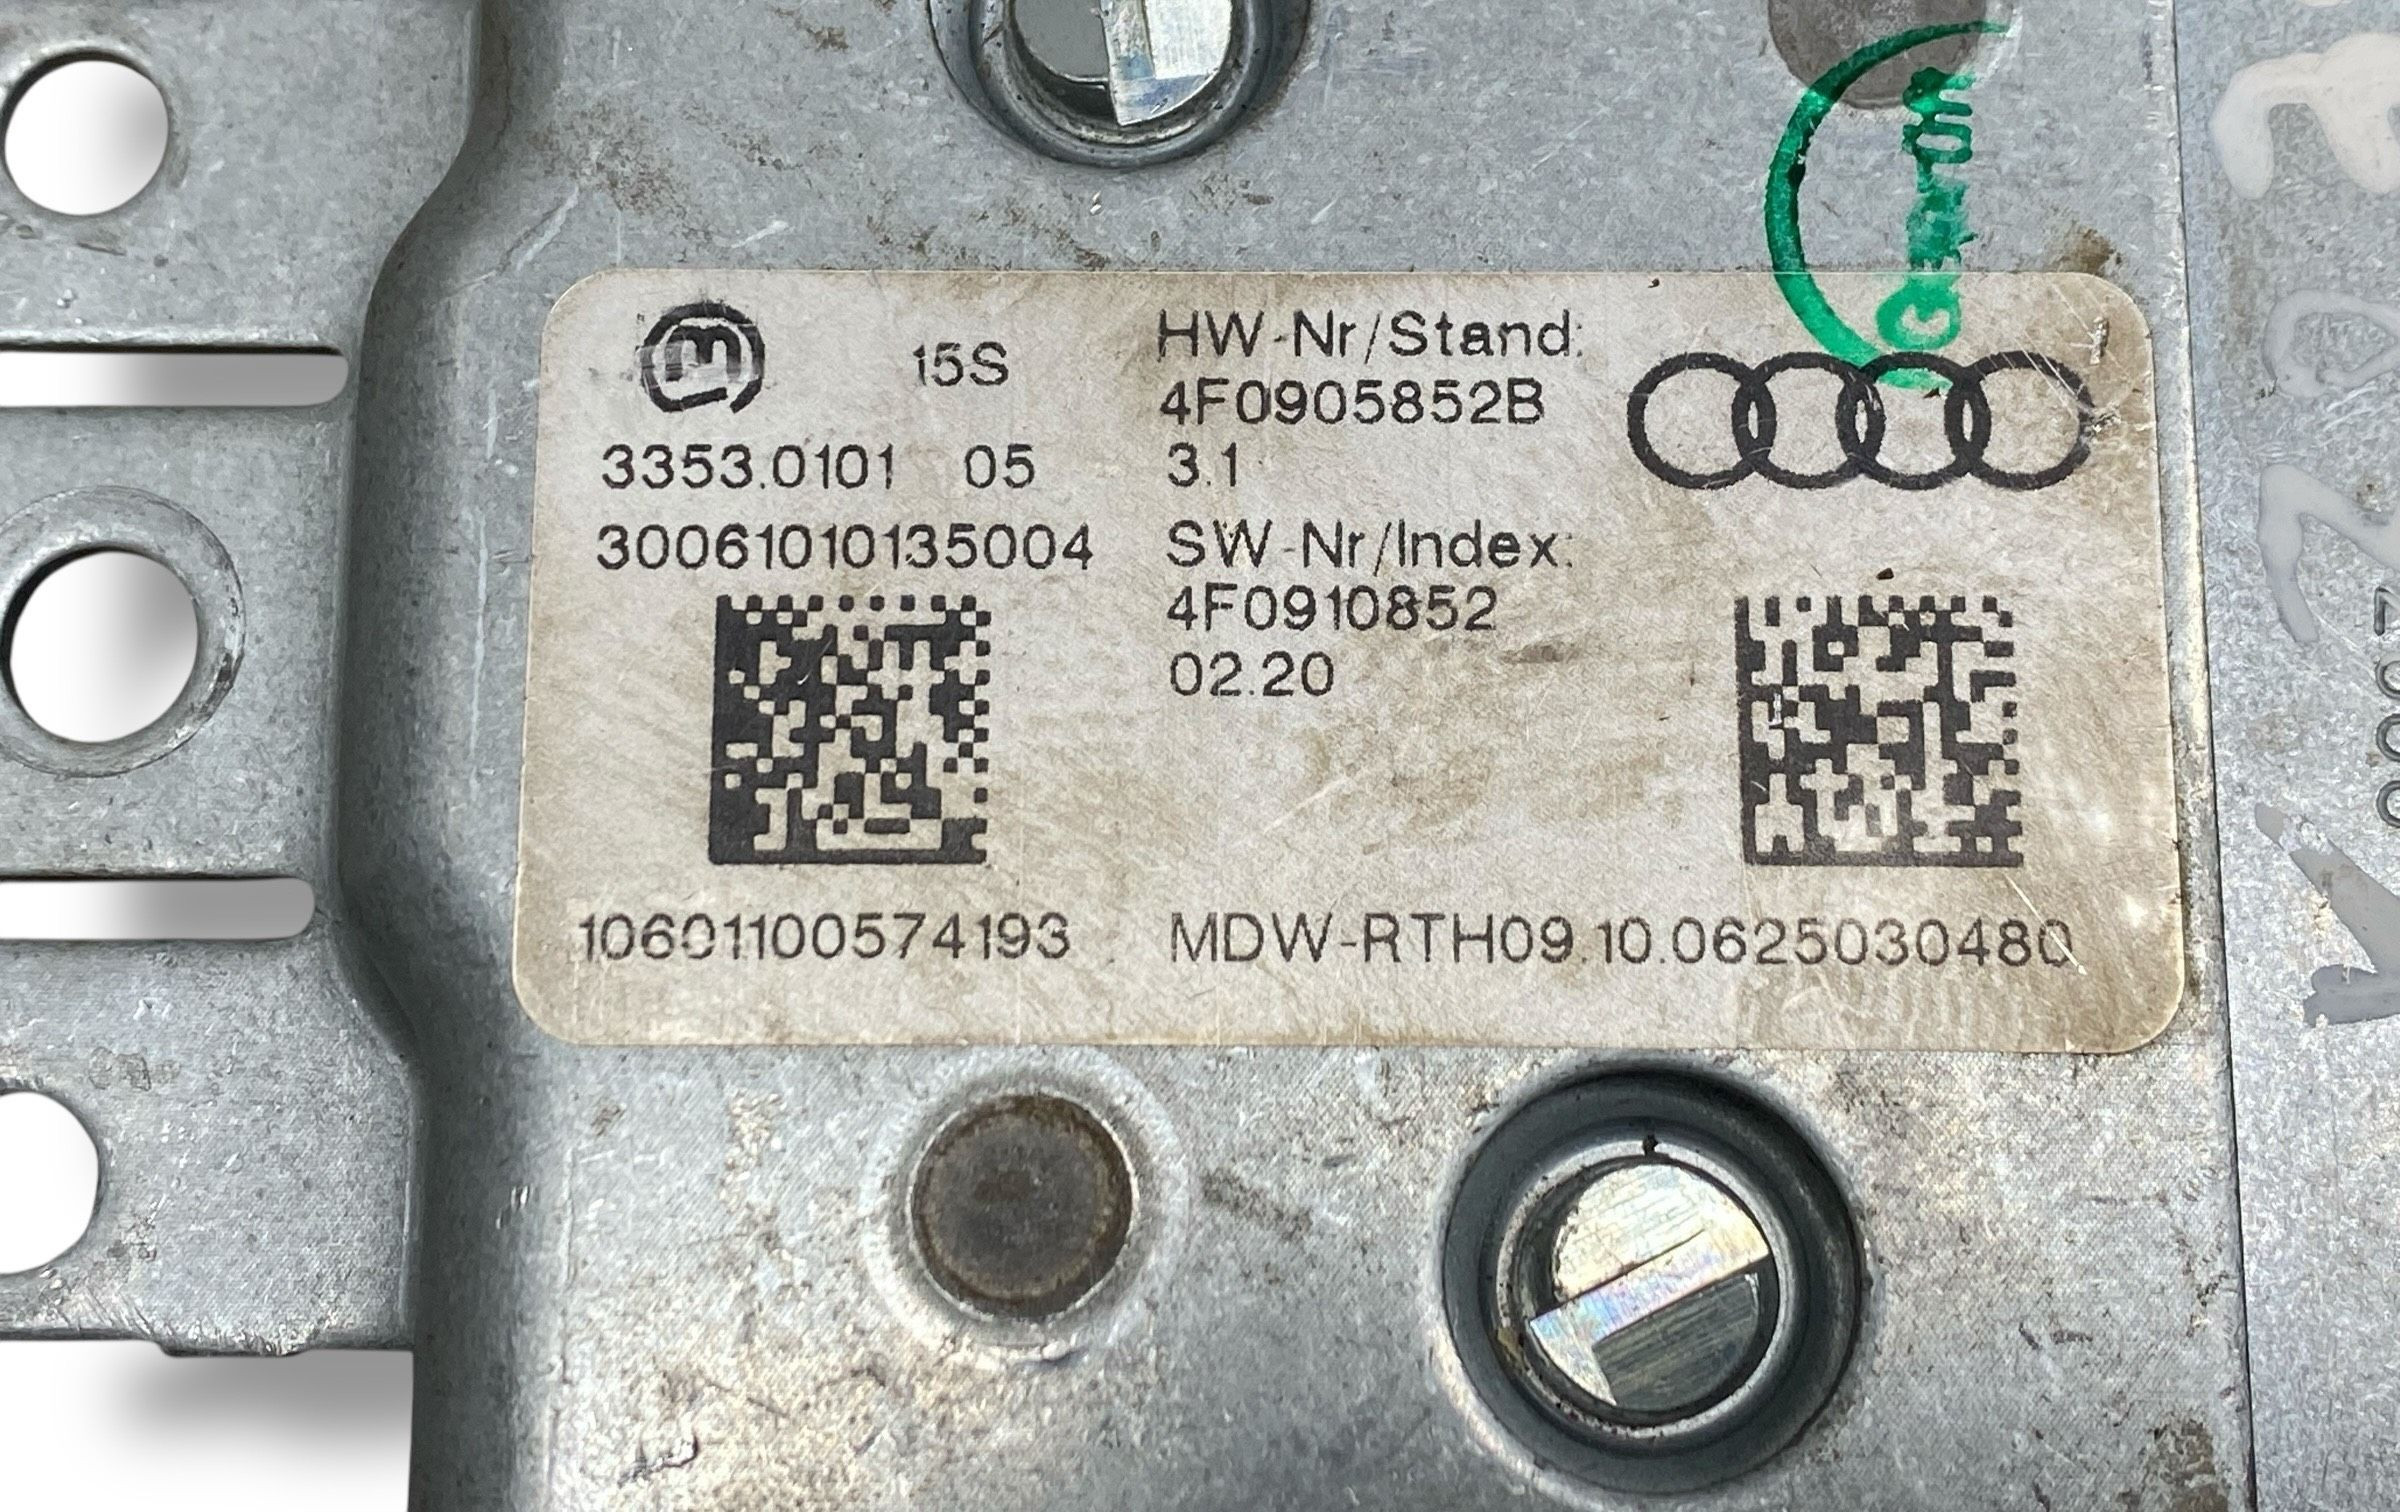 15S
3353.0101 05
30061010135004
10601100574193
HW-Nr/Stand:
4F0905852B
3.1
SW-Nr/Index:
4F0910852
02.20
MDW-RTH09.10.0625030480